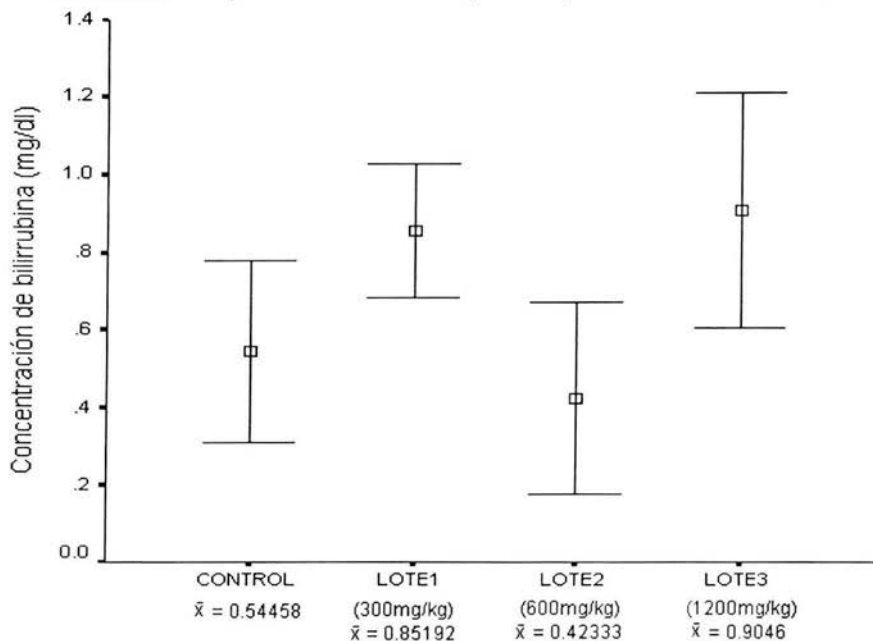 1.4
1.2
1.0
.8
.6
.4
.2
0.0
Concentración de bilirrubina (mg/dl)
CONTROL LOTE1 LOTE2 LOTE3
(300mg/kg) (600mg/kg) (1200mg/kg)
x̄ = 0.54458 x̄ = 0.85192 x̄ = 0.42333 x̄ = 0.9046